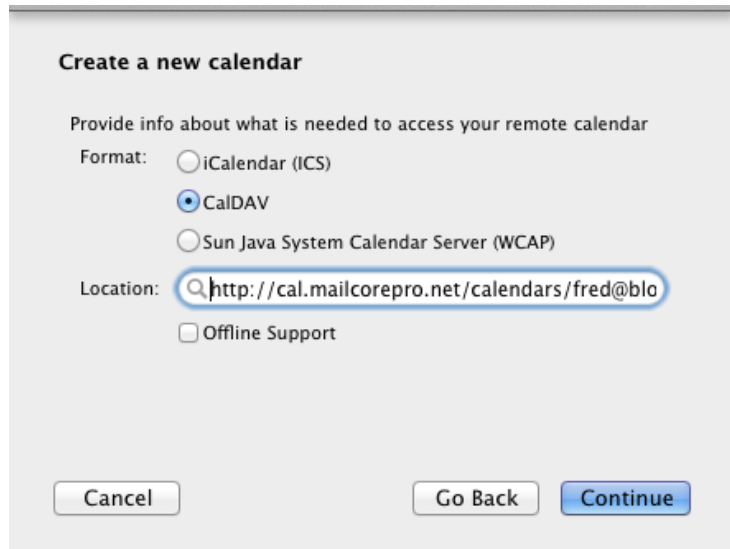 Create a new calendar
Provide info about what is needed to access your remote calendar
Format: iCalendar (ICS)
CalDAV
Sun Java System Calendar Server (WCAP)
Location: http://cal.mailcorepro.net/calendars/fred@blo
Offline Support
Cancel Go Back Continue